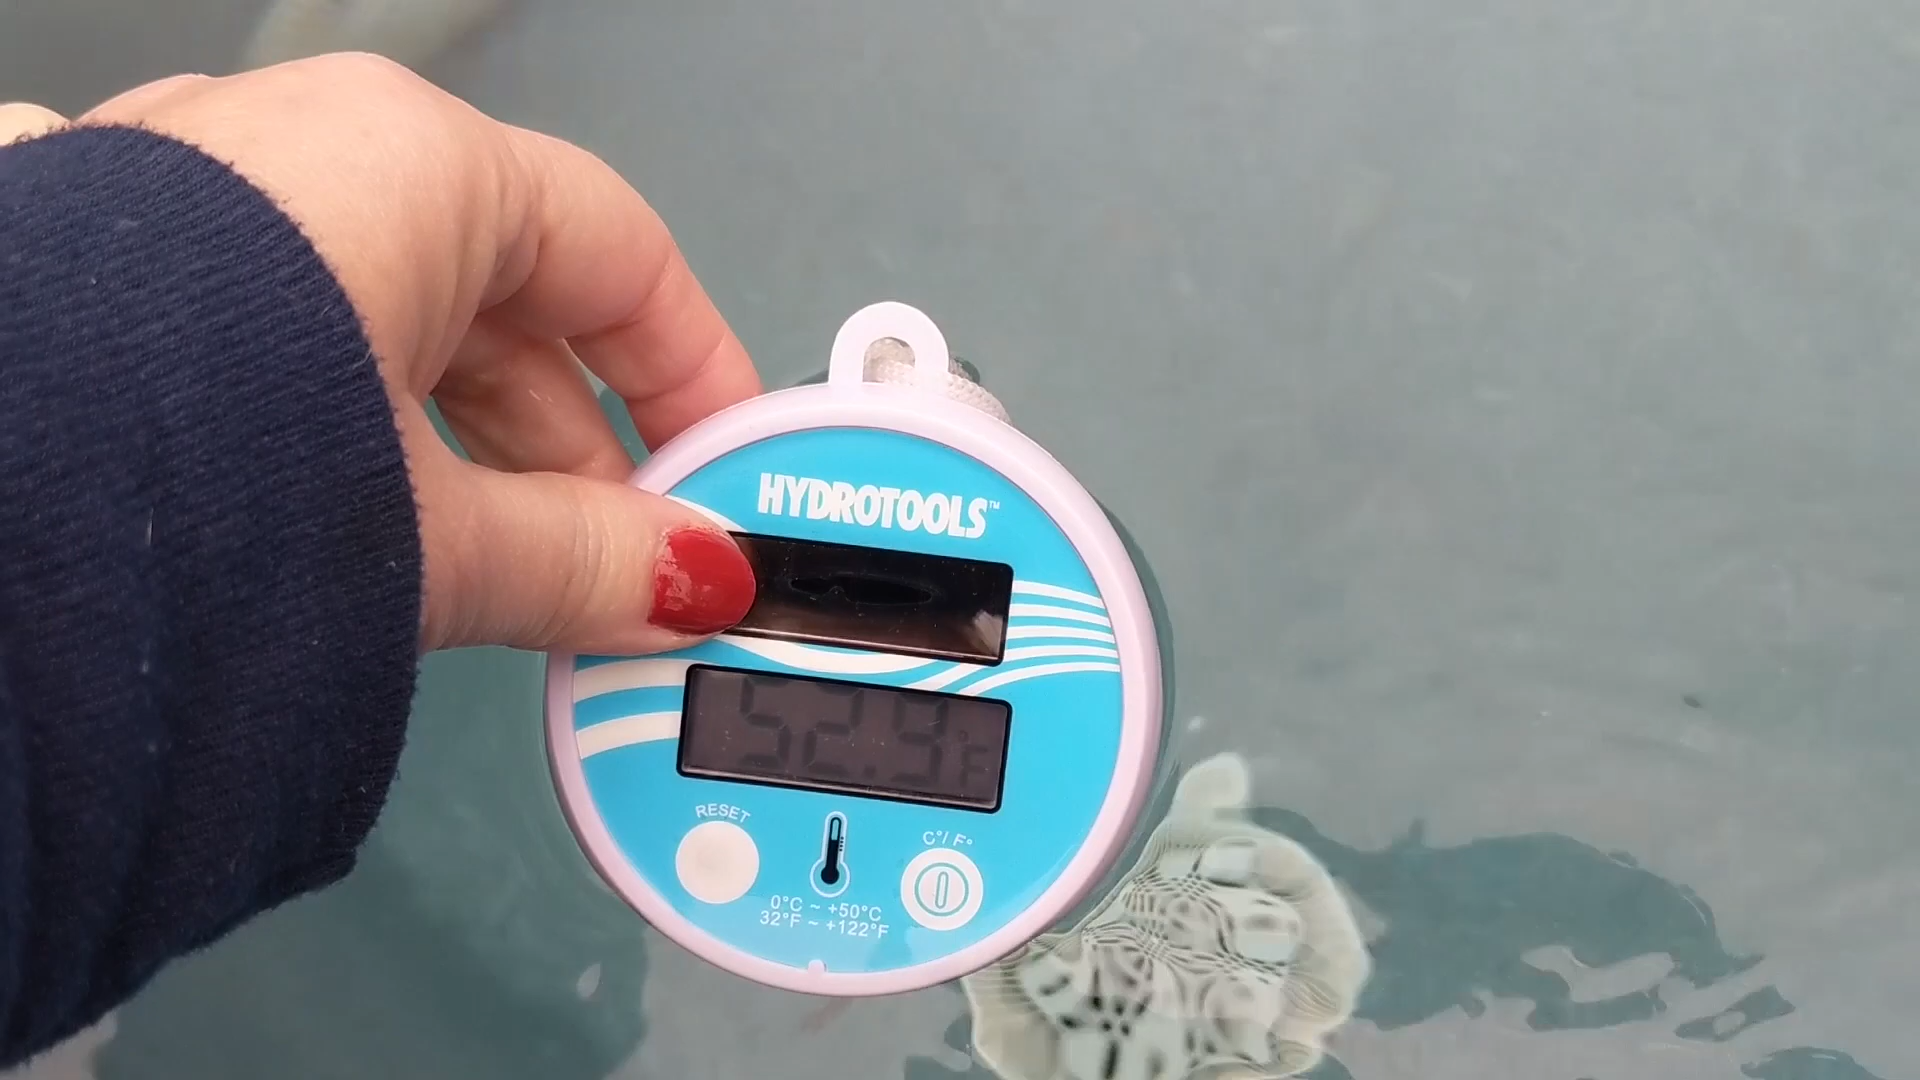 HYDROTOOLS™
52.9°F
RESET
C°/ F°
0°C ~ +50°C
32°F ~ +122°F